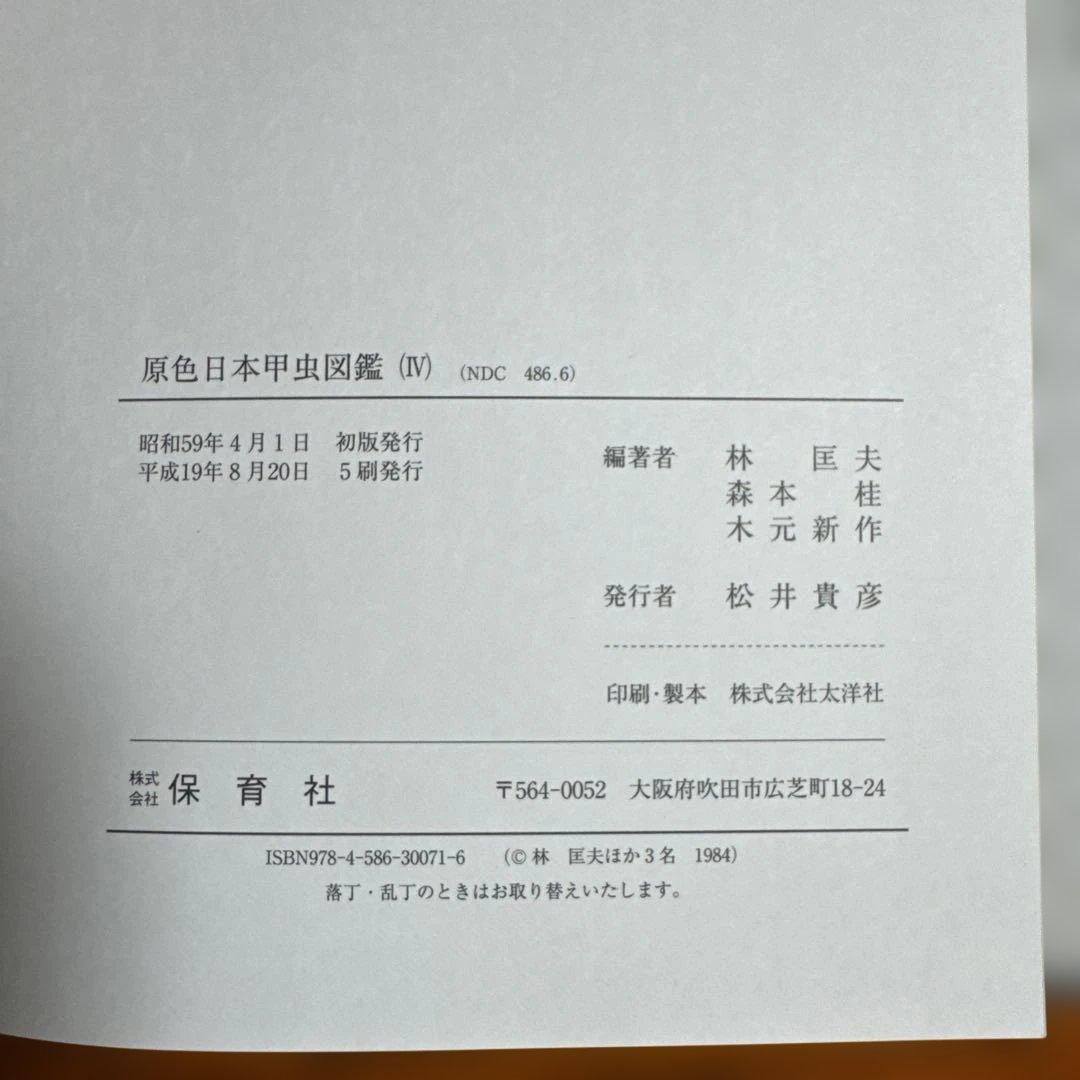 原色日本甲虫図鑑 (Ⅳ) (NDC 486.6)
昭和59年4月1日 初版発行
平成19年8月20日 5刷発行
編著者 林 匡夫
森本 桂
木元新作
発行者 松井貴彦
印刷・製本 株式会社太洋社
株式会社 保育社 〒564-0052 大阪府吹田市広芝町18-24
ISBN978-4-586-30071-6 (© 林 匡夫ほか3名 1984)
落丁・乱丁のときはお取り替えいたします。